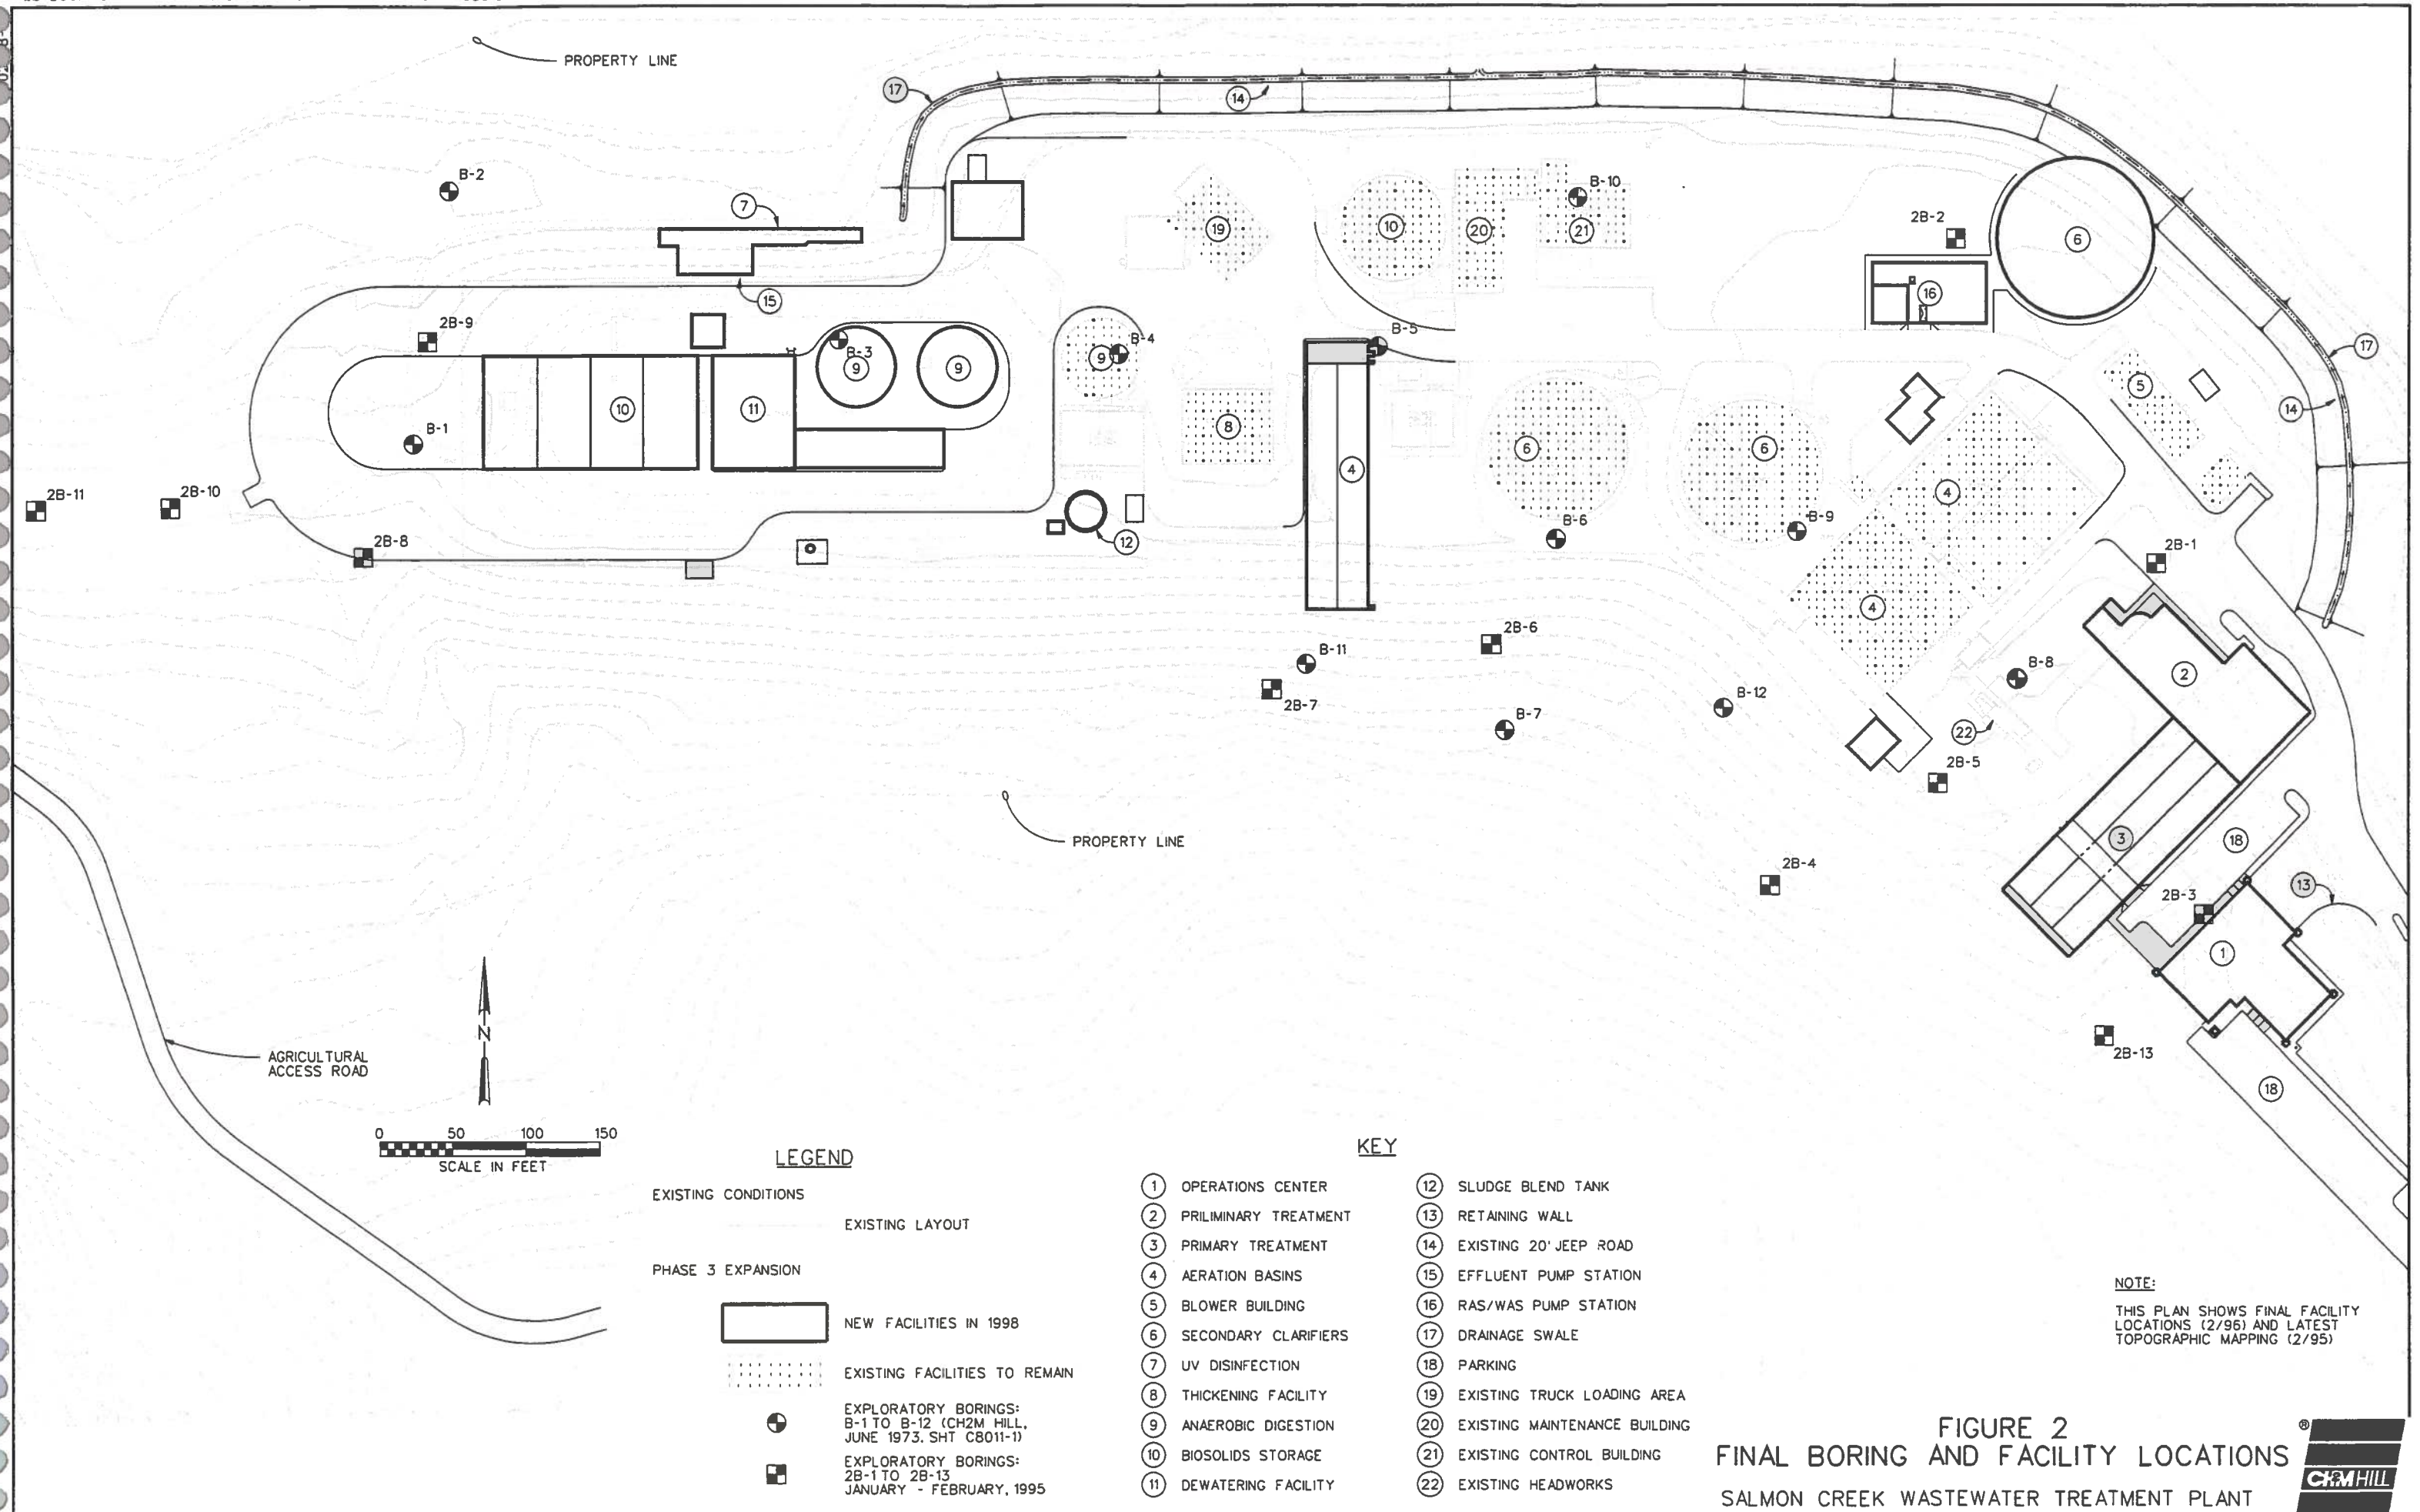 PROPERTY LINE
17
14
B-2
7
19
10
20
B-10
21
2B-2
6
16
15
2B-9
B-3
9
9
9
B-4
B-5
17
5
14
10
11
8
4
6
6
4
B-1
2B-11
2B-10
2B-8
12
B-6
B-9
2B-1
4
2B-6
B-11
2B-7
B-7
B-12
B-8
2
22
2B-5
PROPERTY LINE
3
18
2B-4
2B-3
13
1
2B-13
18
N
AGRICULTURAL
ACCESS ROAD
0 50 100 150
SCALE IN FEET
LEGEND
EXISTING CONDITIONS
EXISTING LAYOUT
PHASE 3 EXPANSION
NEW FACILITIES IN 1998
EXISTING FACILITIES TO REMAIN
EXPLORATORY BORINGS:
B-1 TO B-12 (CH2M HILL,
JUNE 1973. SHT C8011-1)
EXPLORATORY BORINGS:
2B-1 TO 2B-13
JANUARY - FEBRUARY, 1995
KEY
1 OPERATIONS CENTER
2 PRILIMINARY TREATMENT
3 PRIMARY TREATMENT
4 AERATION BASINS
5 BLOWER BUILDING
6 SECONDARY CLARIFIERS
7 UV DISINFECTION
8 THICKENING FACILITY
9 ANAEROBIC DIGESTION
10 BIOSOLIDS STORAGE
11 DEWATERING FACILITY
12 SLUDGE BLEND TANK
13 RETAINING WALL
14 EXISTING 20' JEEP ROAD
15 EFFLUENT PUMP STATION
16 RAS/WAS PUMP STATION
17 DRAINAGE SWALE
18 PARKING
19 EXISTING TRUCK LOADING AREA
20 EXISTING MAINTENANCE BUILDING
21 EXISTING CONTROL BUILDING
22 EXISTING HEADWORKS
NOTE:
THIS PLAN SHOWS FINAL FACILITY
LOCATIONS (2/96) AND LATEST
TOPOGRAPHIC MAPPING (2/95)
FIGURE 2
FINAL BORING AND FACILITY LOCATIONS
SALMON CREEK WASTEWATER TREATMENT PLANT
®
CH2M HILL